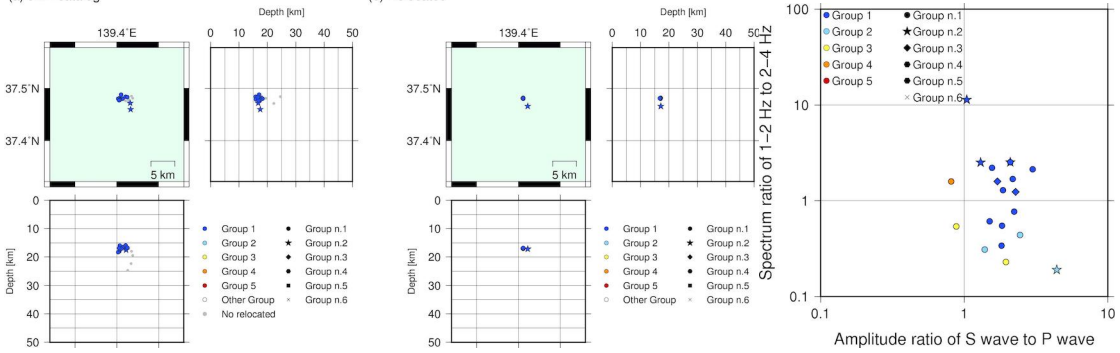 Depth [km]
139.4˚E
0 10 20 30 40 50
37.5˚N
37.4˚N
5 km
0
10
20
30
40
50
Depth [km]
Group 1
Group 2
Group 3
Group 4
Group 5
Other Group
No relocated
Group n.1
Group n.2
Group n.3
Group n.4
Group n.5
Group n.6
Depth [km]
139.4˚E
0 10 20 30 40 50
37.5˚N
37.4˚N
5 km
0
10
20
30
40
50
Depth [km]
Group 1
Group 2
Group 3
Group 4
Group 5
Other Group
Group n.1
Group n.2
Group n.3
Group n.4
Group n.5
Group n.6
Spectrum ratio of 1−2 Hz to 2−4 Hz
100
10
1
0.1
Group 1
Group 2
Group 3
Group 4
Group 5
Group n.1
Group n.2
Group n.3
Group n.4
Group n.5
Group n.6
0.1 1 10
Amplitude ratio of S wave to P wave